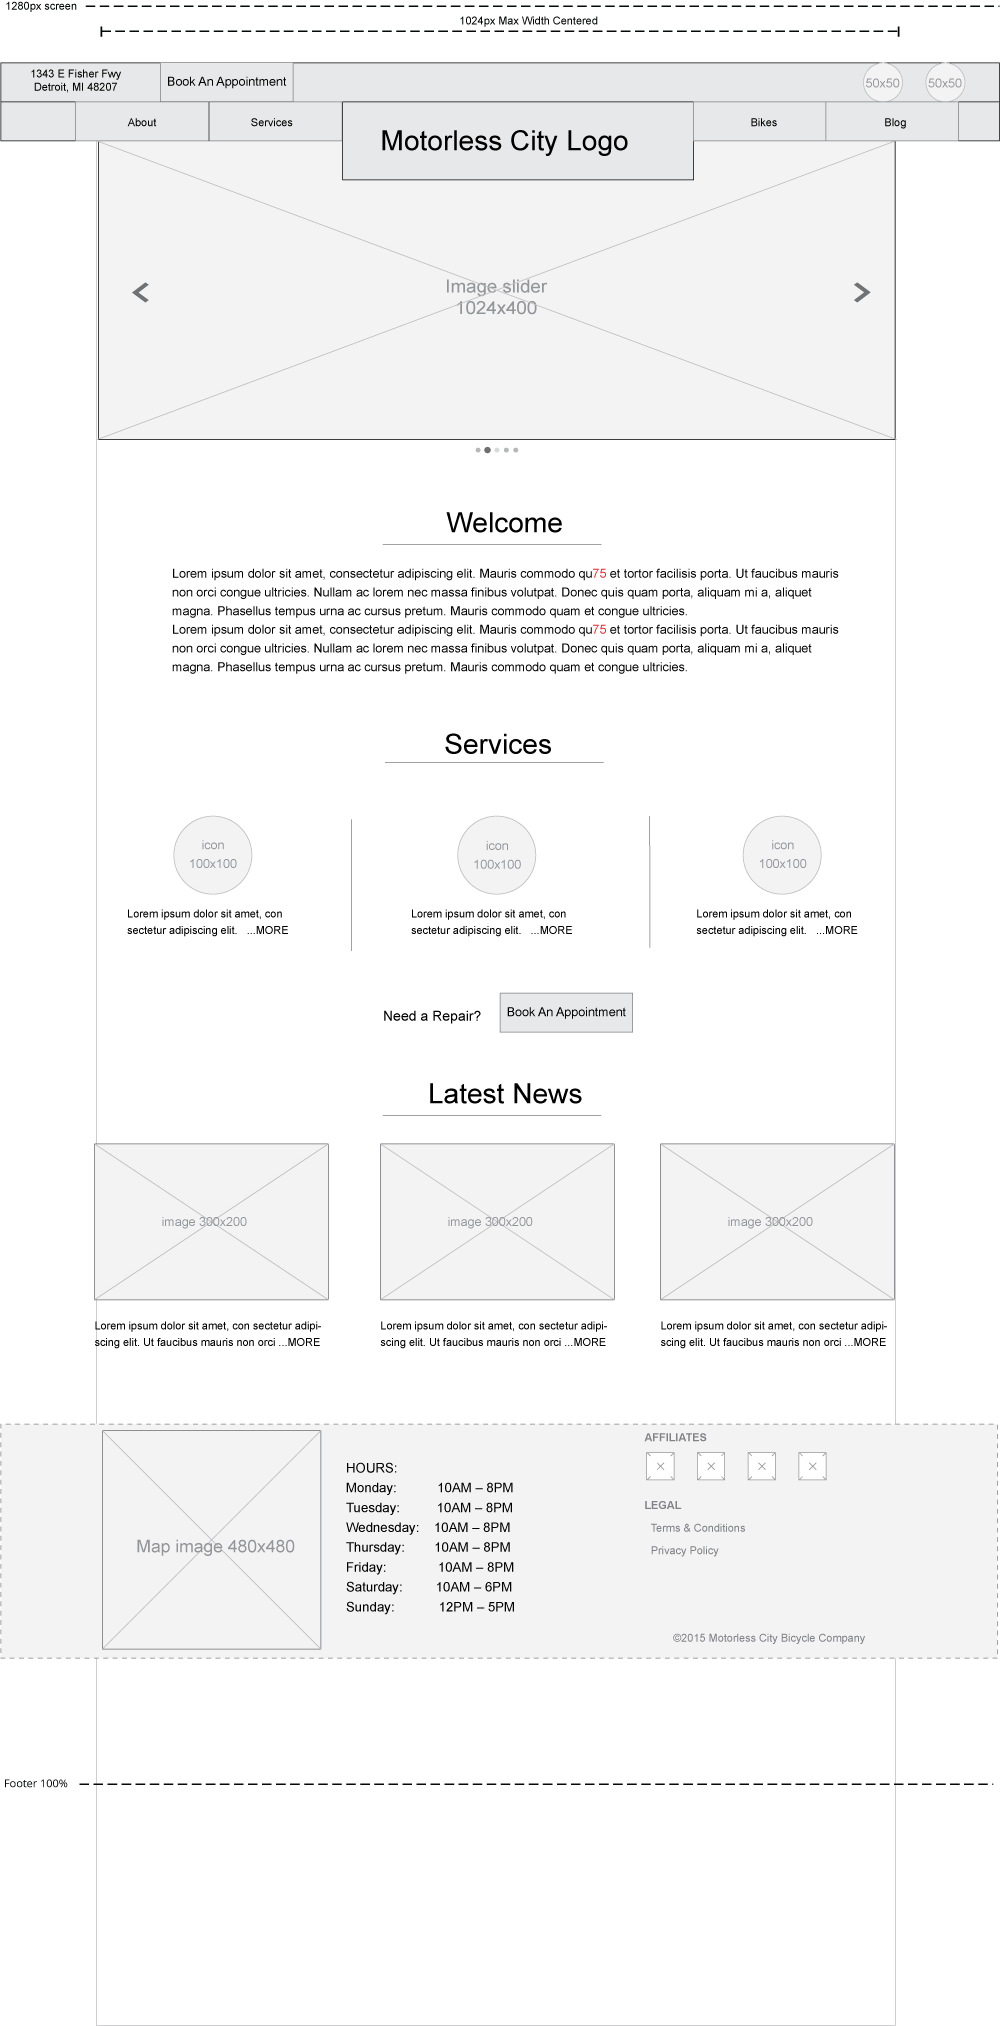 1280px screen
1024px Max Width Centered
1343 E Fisher Fwy
Detroit, MI 48207
Book An Appointment
50x50
50x50
About
Services
Motorless City Logo
Bikes
Blog
Image slider
1024x400
Welcome
Lorem ipsum dolor sit amet, consectetur adipiscing elit. Mauris commodo qu75 et tortor facilisis porta. Ut faucibus mauris
non orci congue ultricies. Nullam ac lorem nec massa finibus volutpat. Donec quis quam porta, aliquam mi a, aliquet
magna. Phasellus tempus urna ac cursus pretum. Mauris commodo quam et congue ultricies.
Lorem ipsum dolor sit amet, consectetur adipiscing elit. Mauris commodo qu75 et tortor facilisis porta. Ut faucibus mauris
non orci congue ultricies. Nullam ac lorem nec massa finibus volutpat. Donec quis quam porta, aliquam mi a, aliquet
magna. Phasellus tempus urna ac cursus pretum. Mauris commodo quam et congue ultricies.
Services
icon
100x100
Lorem ipsum dolor sit amet, con
sectetur adipiscing elit. ...MORE
icon
100x100
Lorem ipsum dolor sit amet, con
sectetur adipiscing elit. ...MORE
icon
100x100
Lorem ipsum dolor sit amet, con
sectetur adipiscing elit. ...MORE
Need a Repair?
Book An Appointment
Latest News
image 300x200
Lorem ipsum dolor sit amet, con sectetur adipi-
scing elit. Ut faucibus mauris non orci ...MORE
image 300x200
Lorem ipsum dolor sit amet, con sectetur adipi-
scing elit. Ut faucibus mauris non orci ...MORE
image 300x200
Lorem ipsum dolor sit amet, con sectetur adipi-
scing elit. Ut faucibus mauris non orci ...MORE
Map image 480x480
HOURS:
Monday: 10AM – 8PM
Tuesday: 10AM – 8PM
Wednesday: 10AM – 8PM
Thursday: 10AM – 8PM
Friday: 10AM – 8PM
Saturday: 10AM – 6PM
Sunday: 12PM – 5PM
AFFILIATES
LEGAL
Terms & Conditions
Privacy Policy
©2015 Motorless City Bicycle Company
Footer 100%